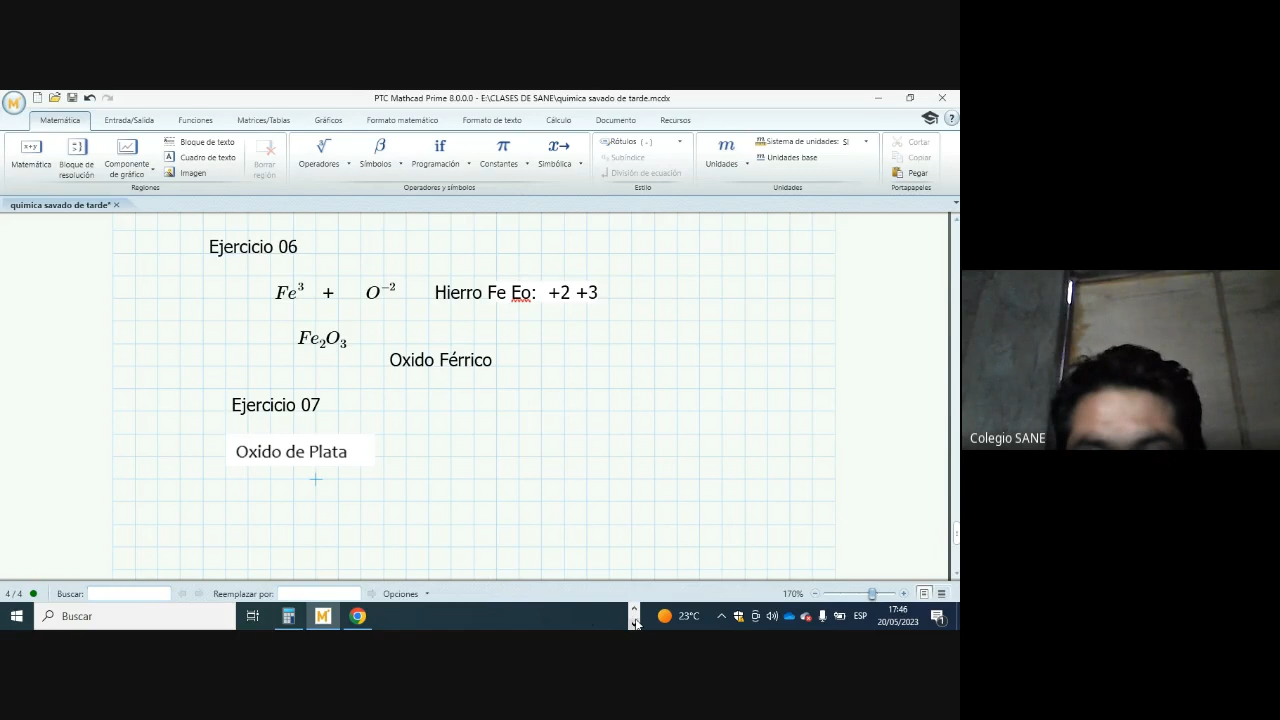 PTC Mathcad Prime 8.0.0.0 - E:\CLASES DE SANE\quimica savado de tarde.mcdx
Matemática Entrada/Salida Funciones Matrices/Tablas Gráficos Formato matemático Formato de texto Cálculo Documento Recursos
Matemática
Bloque de resolución
Componente de gráfico
Bloque de texto
Cuadro de texto
Imagen
Borrar región
Regiones
Operadores Símbolos Programación Constantes Simbólica
Operadores y símbolos
Rótulos ( - )
Subíndice
División de ecuación
Estilo
Unidades
Sistema de unidades: SI
Unidades base
Unidades
Cortar
Copiar
Pegar
Portapapeles
quimica savado de tarde*
Ejercicio 06
Fe³ + O⁻² Hierro Fe Eo: +2 +3
Fe₂O₃
Oxido Férrico
Ejercicio 07
Oxido de Plata
Colegio SANE
4 / 4 Buscar: Reemplazar por: Opciones 170%
Buscar 23°C ESP 17:46
20/05/2023